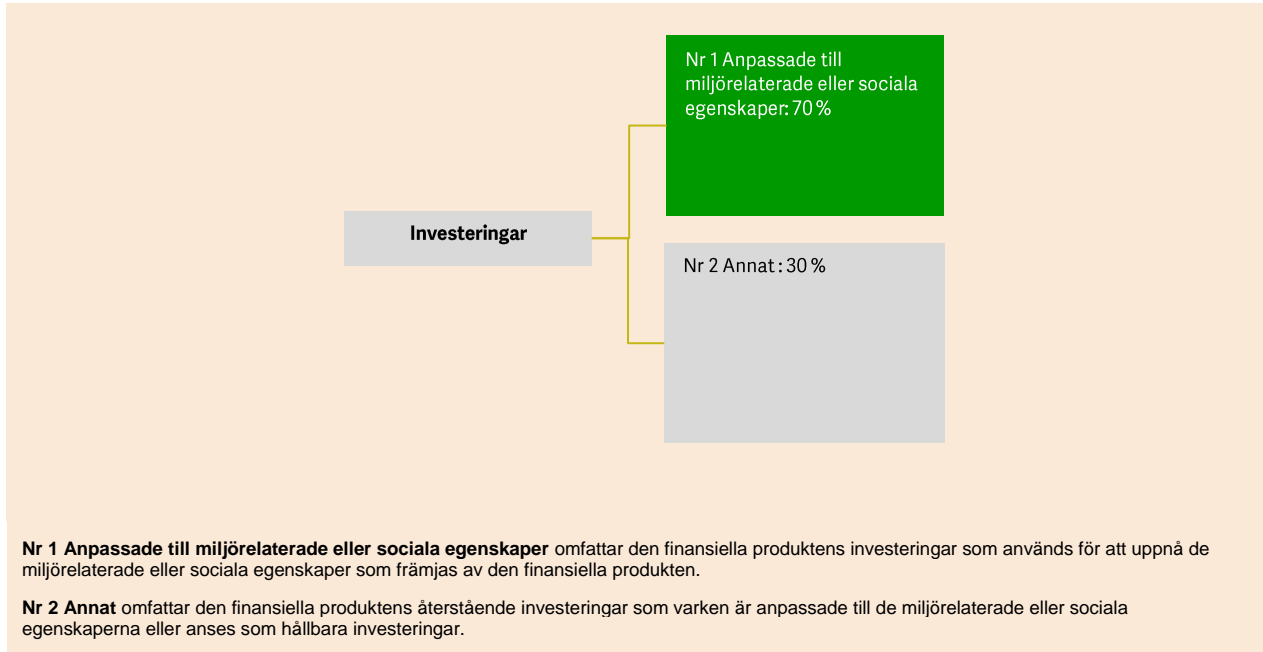 Nr 1 Anpassade till
miljörelaterade eller sociala
egenskaper: 70 %
Investeringar
Nr 2 Annat : 30 %
Nr 1 Anpassade till miljörelaterade eller sociala egenskaper omfattar den finansiella produktens investeringar som används för att uppnå de
miljörelaterade eller sociala egenskaper som främjas av den finansiella produkten.
Nr 2 Annat omfattar den finansiella produktens återstående investeringar som varken är anpassade till de miljörelaterade eller sociala
egenskaperna eller anses som hållbara investeringar.